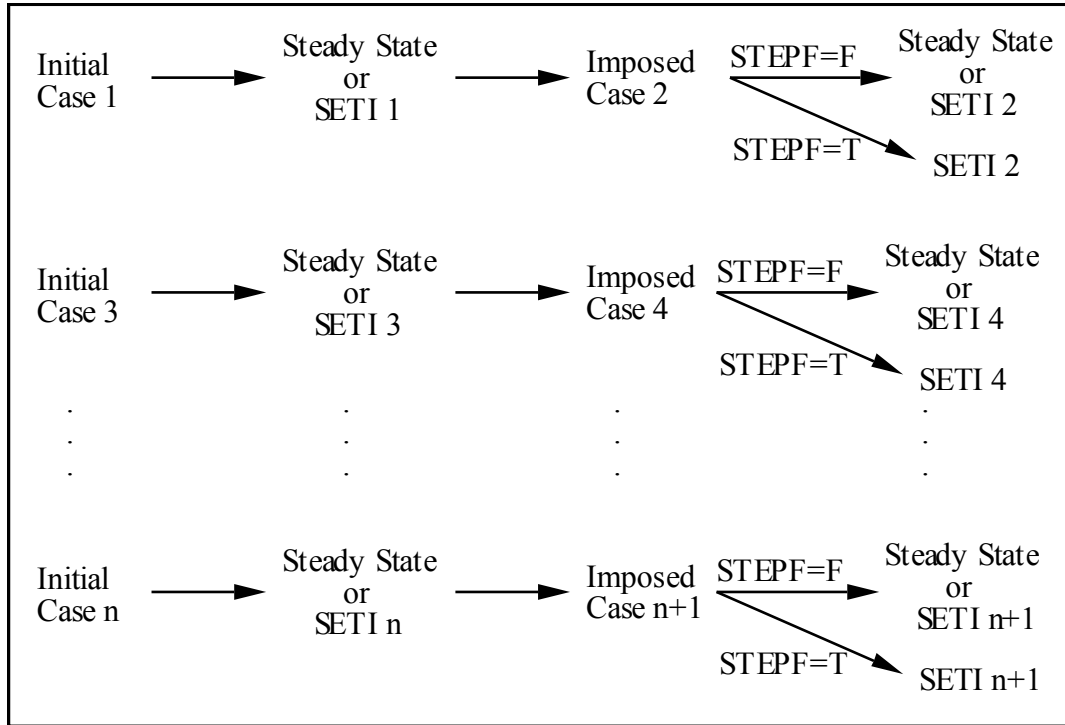 Initial
Case 1
Steady State
or
SETI 1
Imposed
Case 2
STEPF=F
STEPF=T
Steady State
or
SETI 2
SETI 2
Initial
Case 3
Steady State
or
SETI 3
Imposed
Case 4
STEPF=F
STEPF=T
Steady State
or
SETI 4
SETI 4
. . . .
. . . .
. . . .
Initial
Case n
Steady State
or
SETI n
Imposed
Case n+1
STEPF=F
STEPF=T
Steady State
or
SETI n+1
SETI n+1